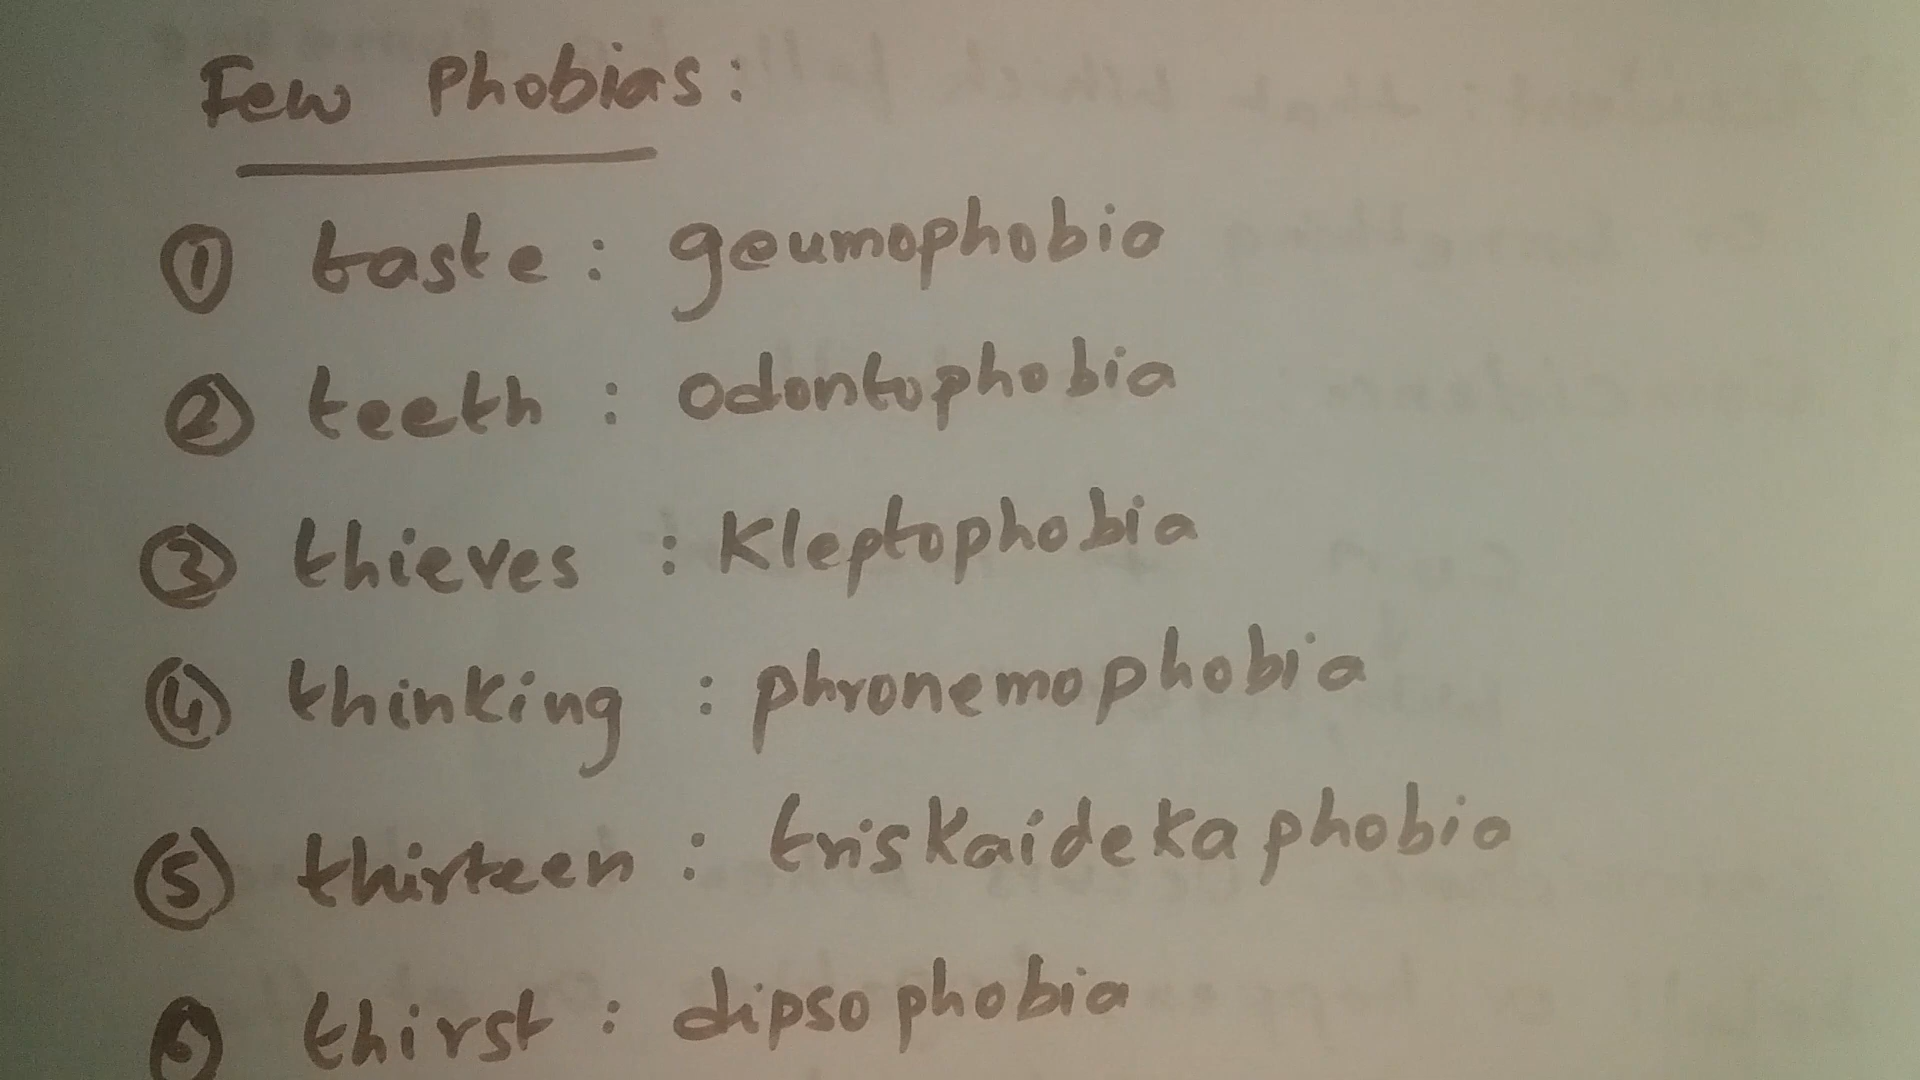 Few Phobias:
① taste: geumophobia
② teeth: odontophobia
③ thieves: Kleptophobia
④ thinking: phronemophobia
⑤ thirteen: triskaidekaphobia
⑥ thirst: dipsophobia